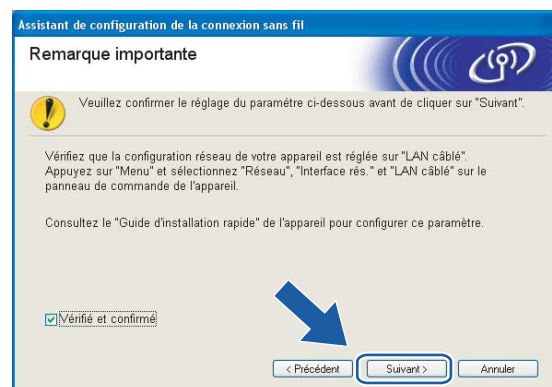 Assistant de configuration de la connexion sans fil
Remarque importante
Veuillez confirmer le réglage du paramétre ci-dessous avant de cliquer sur "Suivant".
Vérifiez que la configuration réseau de votre appareil est réglée sur "LAN câblé".
Appuyez sur "Menu" et sélectionnez "Réseau", "Interface rés." et "LAN câblé" sur le
panneau de commande de l'appareil.
Consultez le "Guide d'installation rapide" de l'appareil pour configurer ce paramètre.
Vérifié et confirmé
< Précédent
Suivant >
Annuler